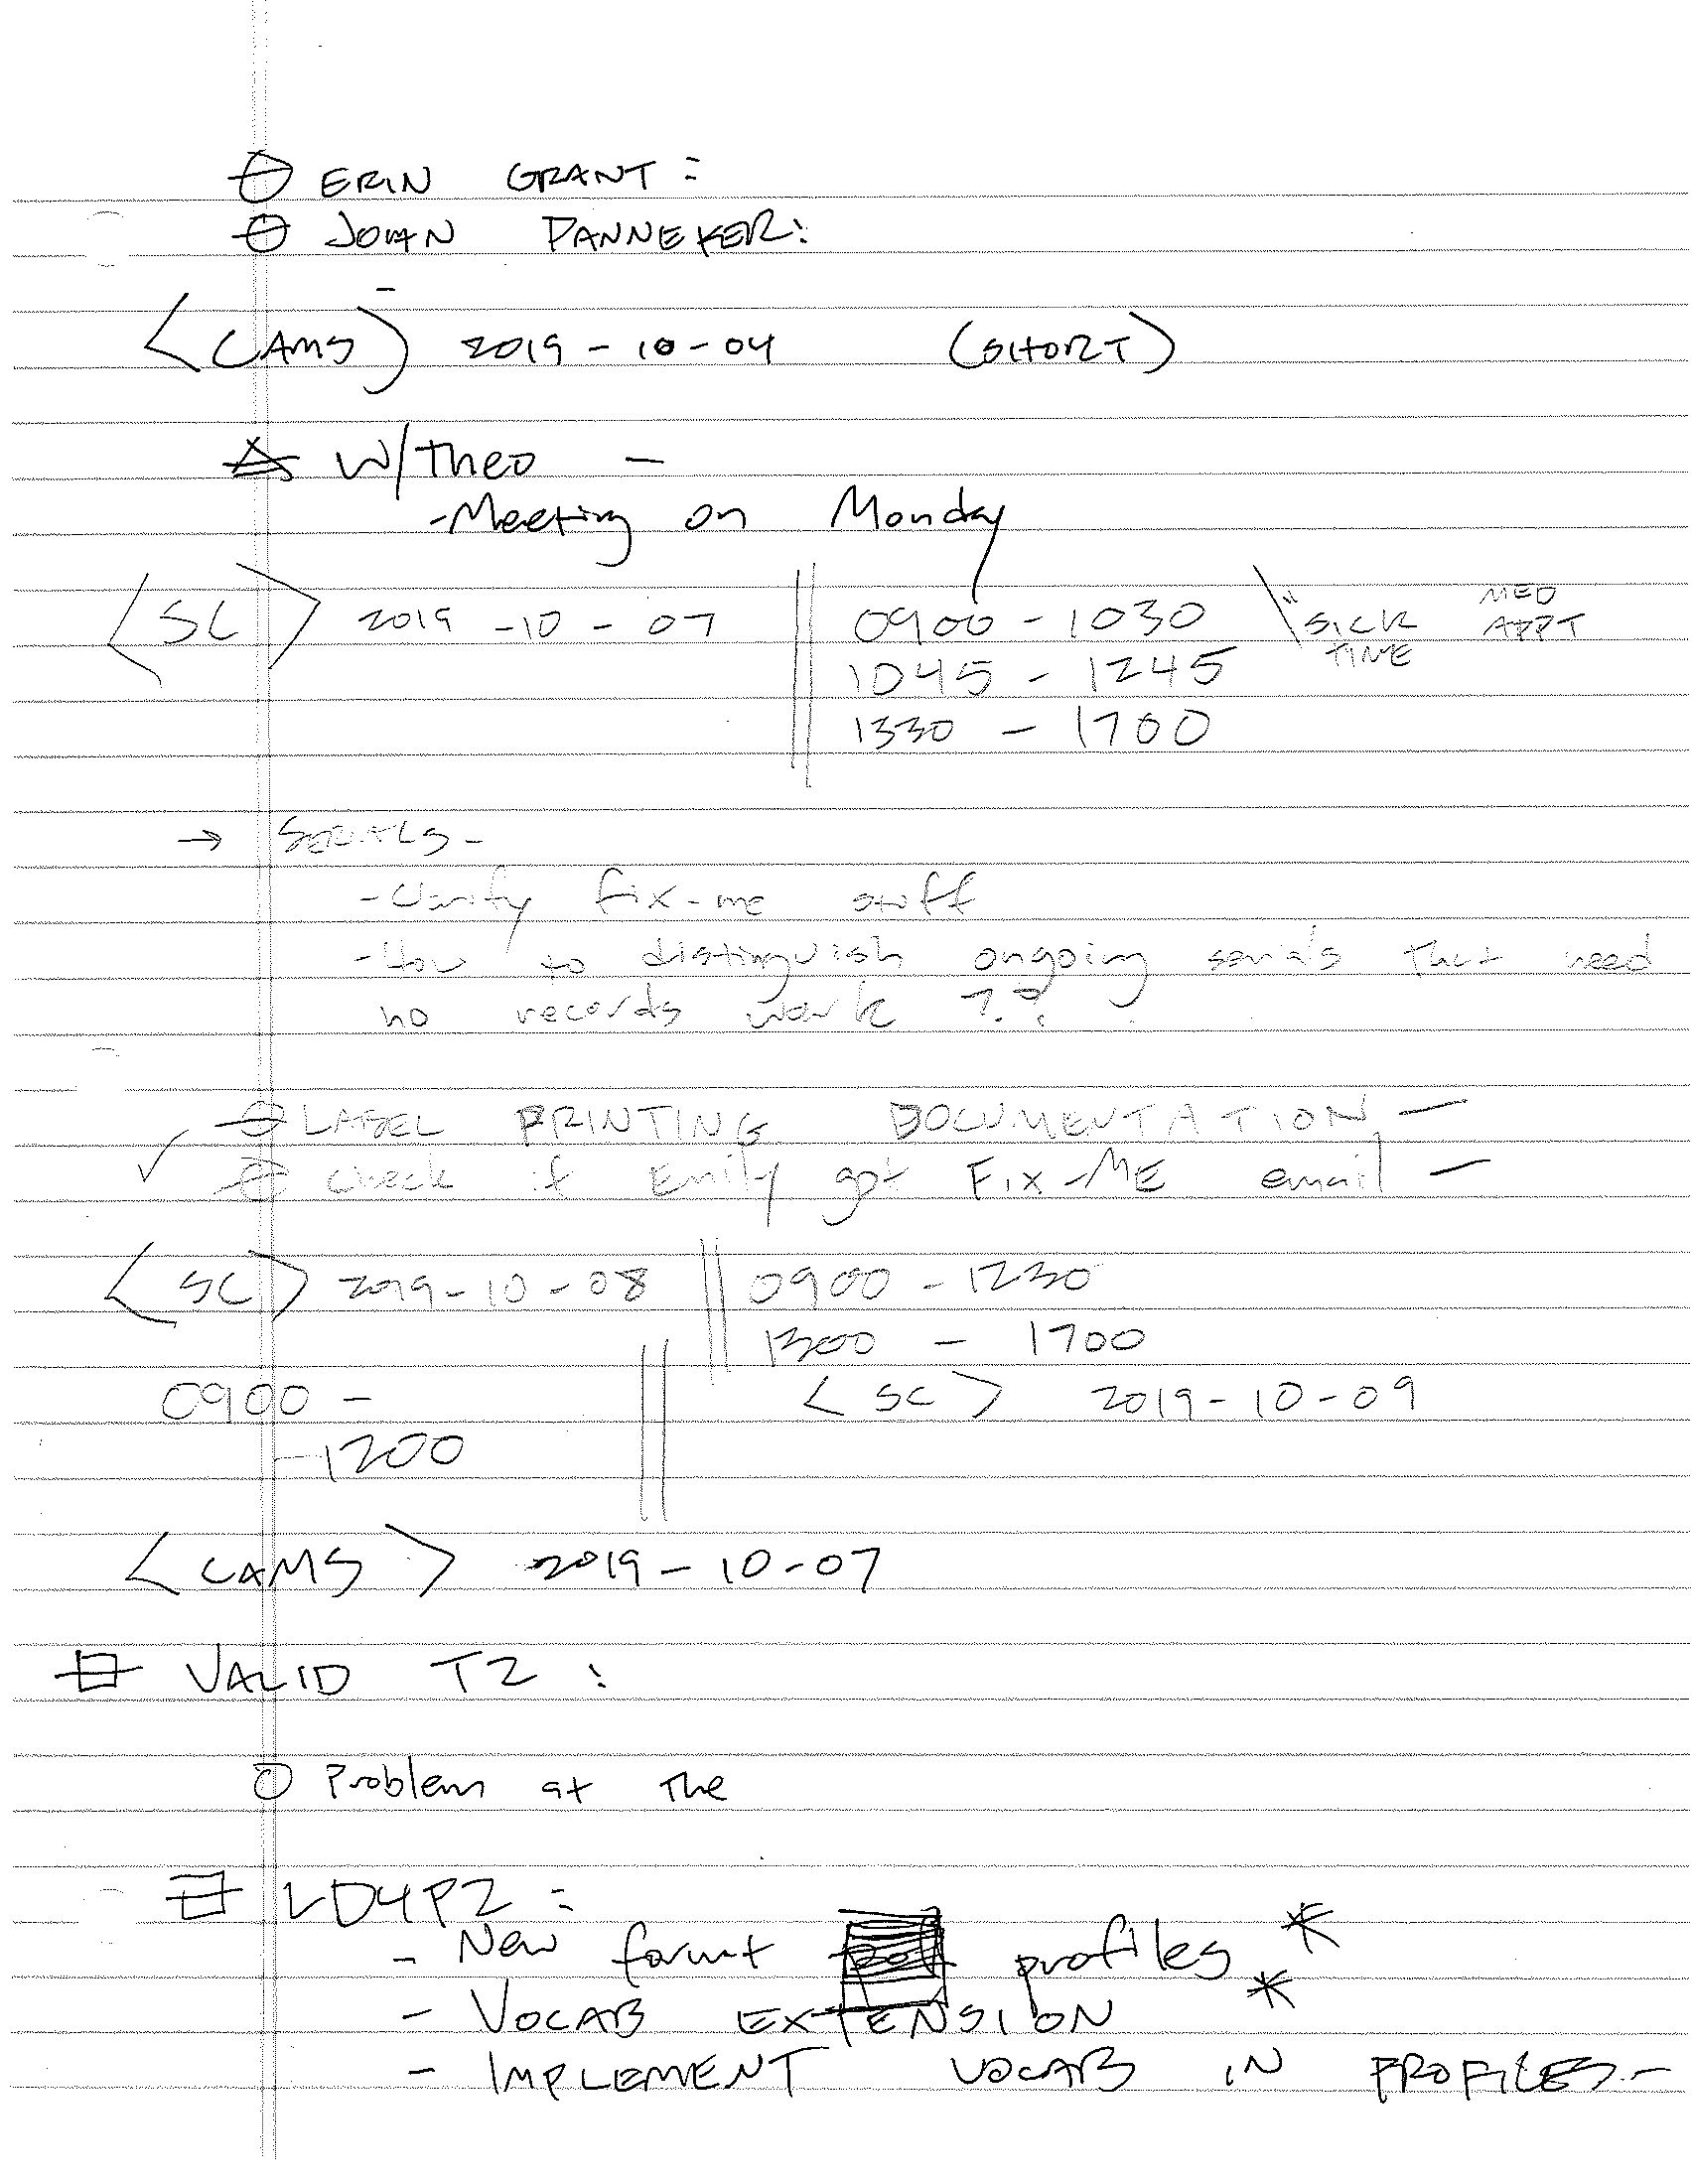 ERIN GRANT:
JOHN PANNEKER:
<CAMS> 2019-10-04 (SHORT)
W/Theo -
- Meeting on Monday
<SC> 2019-10-07 || 0900 - 1030 \ "SICK TIME MED APPT
1045 - 1245
1330 - 1700
→ SERIALS -
- Clarify fix-me stuff
- How to distinguish ongoing serials that need
no records work ??
LABEL PRINTING DOCUMENTATION -
✓ Check if Emily got FIX-ME email -
<SC> 2019-10-08 || 0900 - 1230
1300 - 1700
0900 - || <SC> 2019-10-09
-1200
<CAMS> 2019-10-07
VALID T2:
Problem at the
LD4P2:
- New format profiles *
- VOCAB EXTENSION *
- IMPLEMENT VOCAB IN PROFILES -